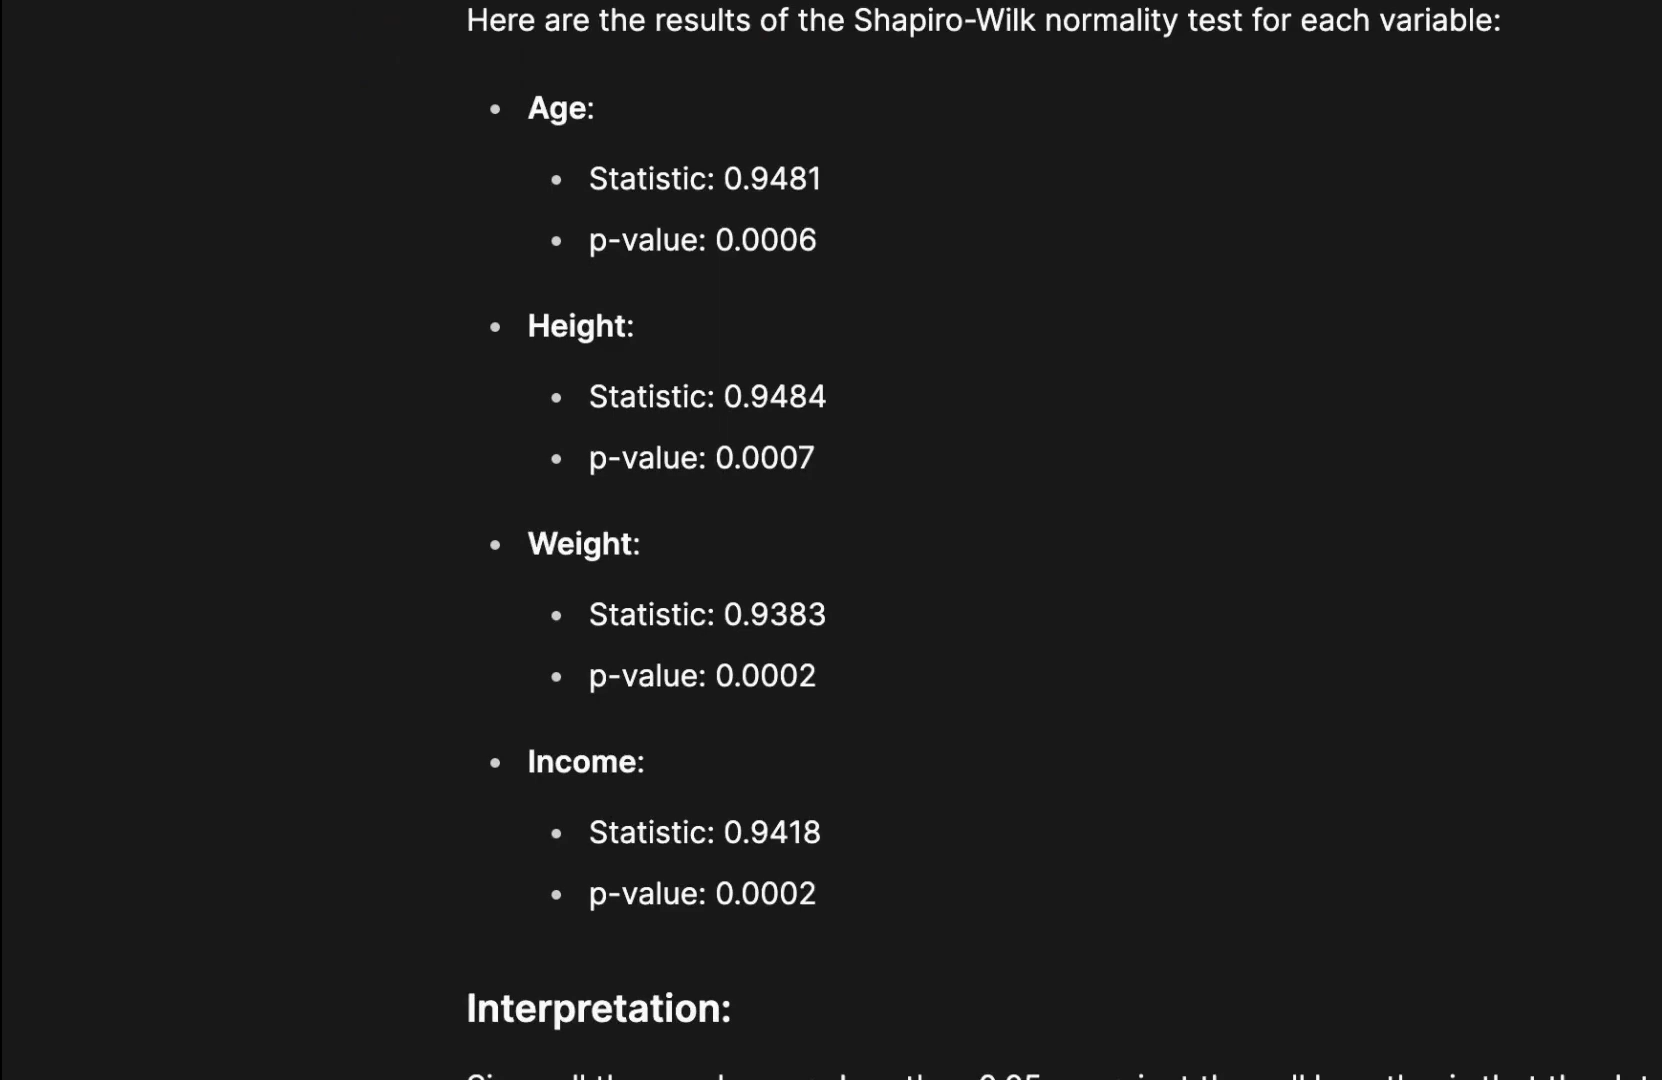 Here are the results of the Shapiro-Wilk normality test for each variable:
• Age:
• Statistic: 0.9481
• p-value: 0.0006
• Height:
• Statistic: 0.9484
• p-value: 0.0007
• Weight:
• Statistic: 0.9383
• p-value: 0.0002
• Income:
• Statistic: 0.9418
• p-value: 0.0002
Interpretation: